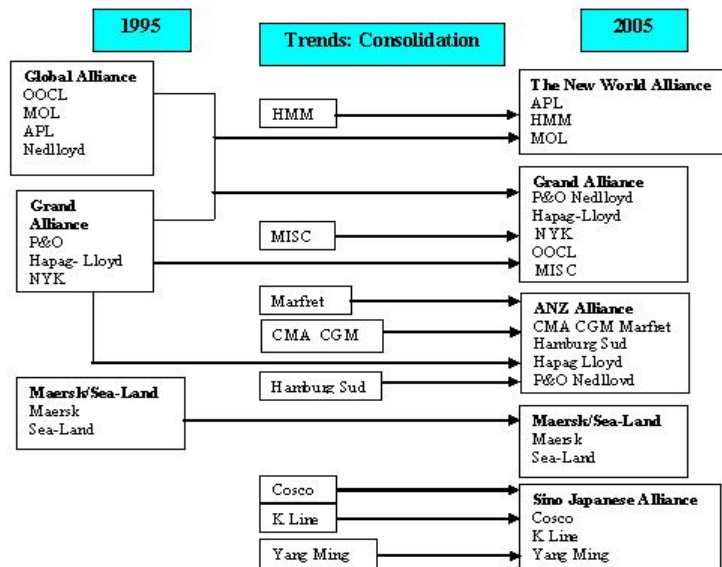 1995
Trends: Consolidation
2005
Global Alliance
OOCL
MOL
APL
Nedlloyd
Grand
Alliance
P&O
Hapag- Lloyd
NYK
Maersk/Sea-Land
Maersk
Sea-Land
HMM
MISC
Marfret
CMA CGM
Hamburg Sud
Cosco
K Line
Yang Ming
The New World Alliance
APL
HMM
MOL
Grand Alliance
P&O Nedlloyd
Hapag-Lloyd
NYK
OOCL
MISC
ANZ Alliance
CMA CGM Marfret
Hamburg Sud
Hapag Lloyd
P&O Nedlloyd
Maersk/Sea-Land
Maersk
Sea-Land
Sino Japanese Alliance
Cosco
K Line
Yang Ming